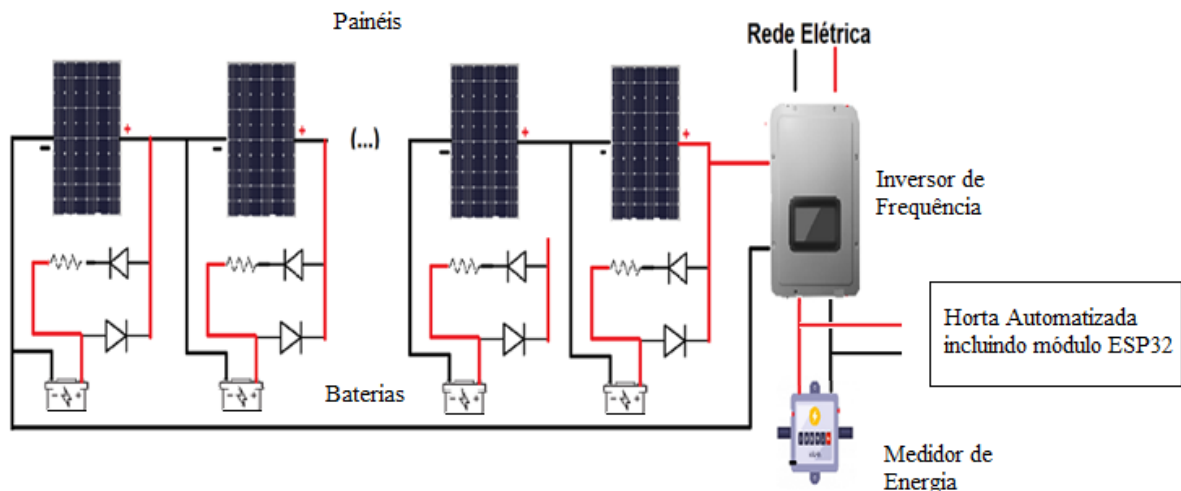 Painéis
Rede Elétrica
(...)
Inversor de
Frequência
Horta Automatizada
incluindo módulo ESP32
Baterias
Medidor de
Energia